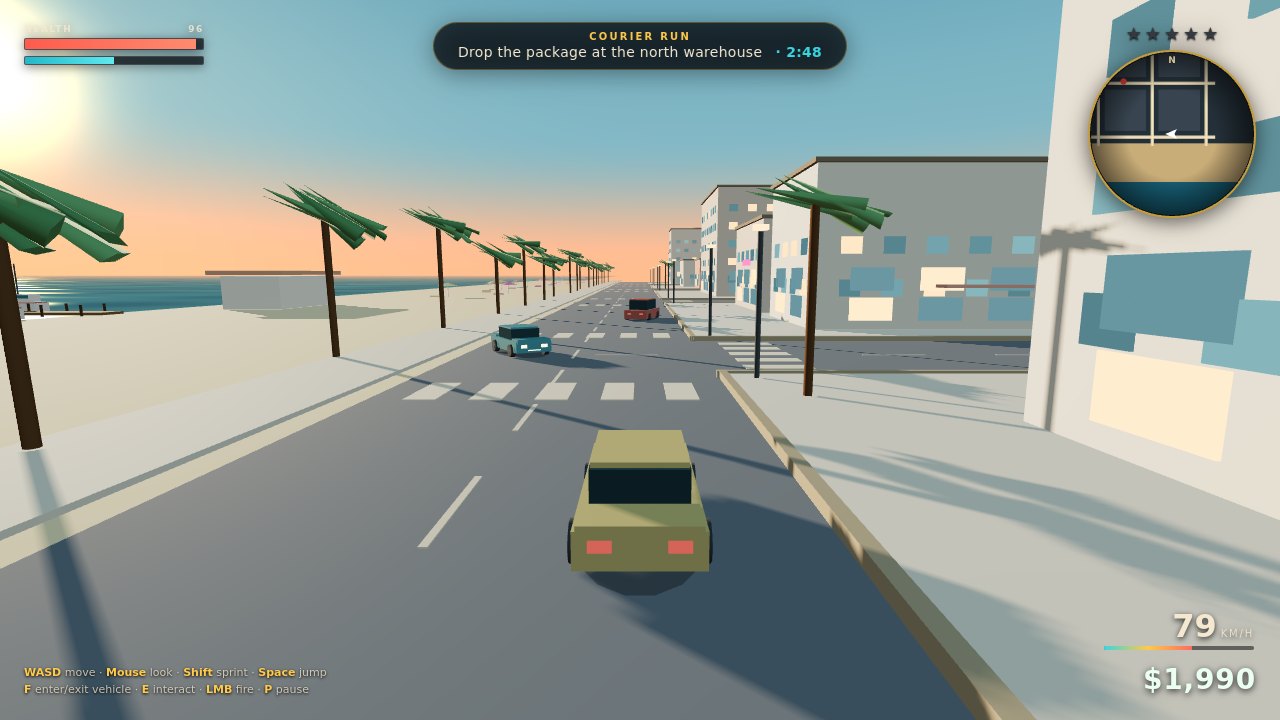 HEALTH 96
COURIER RUN
Drop the package at the north warehouse · 2:48
N
79 KM/H
$1,990
WASD move · Mouse look · Shift sprint · Space jump
F enter/exit vehicle · E interact · LMB fire · P pause